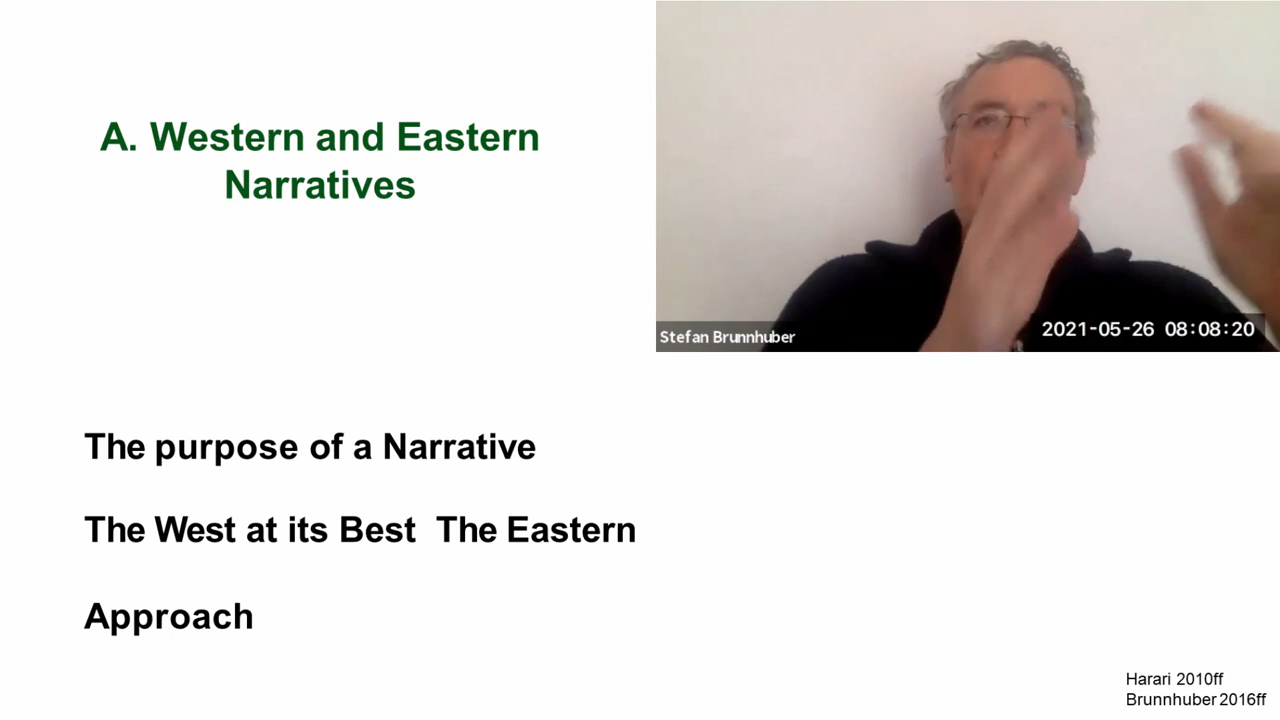 A. Western and Eastern
Narratives
Stefan Brunnhuber
2021-05-26 08:08:20
The purpose of a Narrative
The West at its Best The Eastern
Approach
Harari 2010ff
Brunnhuber 2016ff